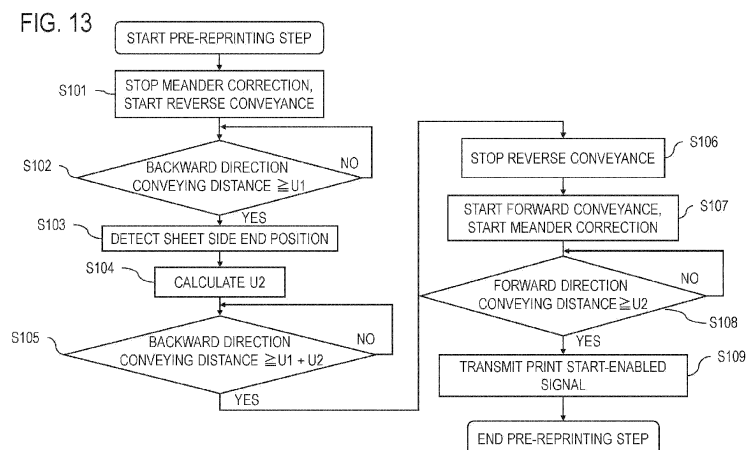 FIG. 13
START PRE-REPRINTING STEP
S101
STOP MEANDER CORRECTION,
START REVERSE CONVEYANCE
S102
BACKWARD DIRECTION
CONVEYING DISTANCE ≧U1
NO
YES
S103
DETECT SHEET SIDE END POSITION
S104
CALCULATE U2
S105
BACKWARD DIRECTION
CONVEYING DISTANCE ≧U1 + U2
NO
YES
S106
STOP REVERSE CONVEYANCE
S107
START FORWARD CONVEYANCE,
START MEANDER CORRECTION
FORWARD DIRECTION
CONVEYING DISTANCE≧U2
NO
S108
YES
S109
TRANSMIT PRINT START-ENABLED
SIGNAL
END PRE-REPRINTING STEP